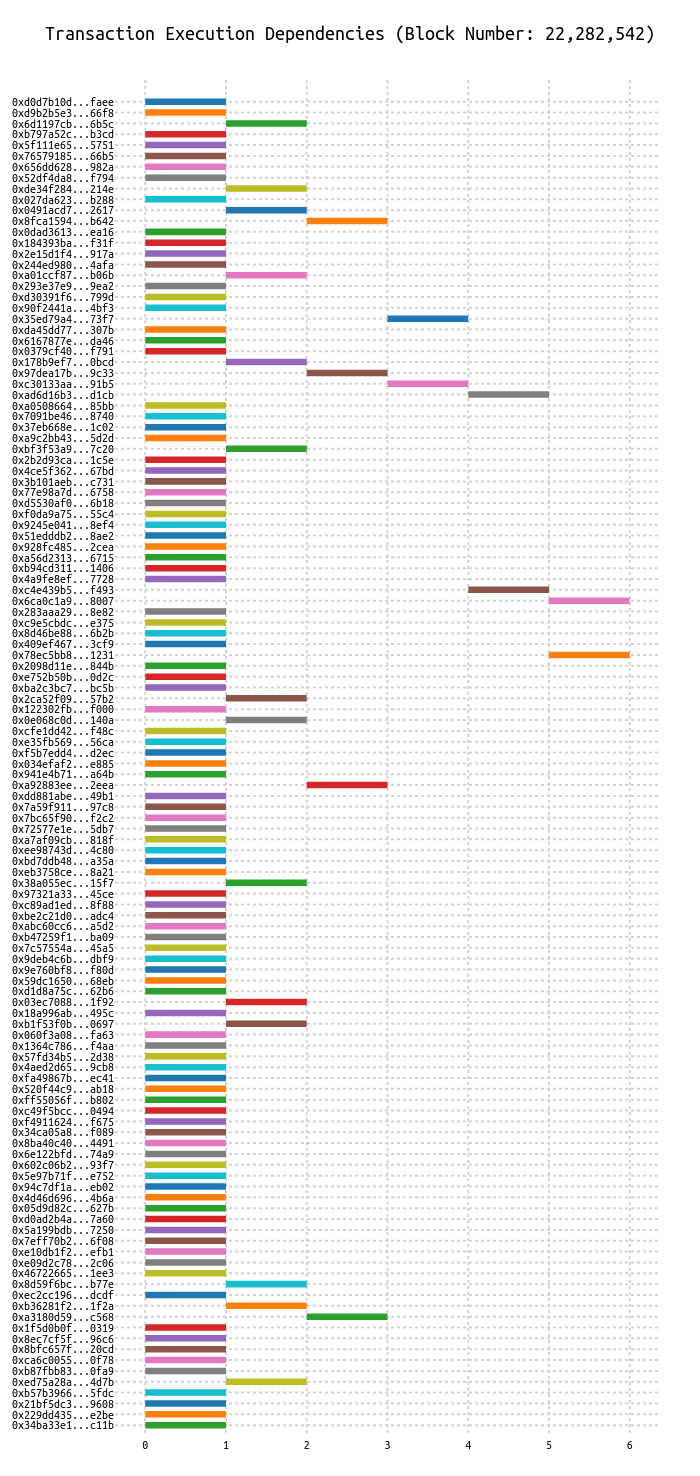 Transaction Execution Dependencies (Block Number: 22,282,542)
0xd0d7b10d...faee
0xd9b2b5e3...66f8
0x6d1197cb...6b5c
0xb797a52c...b3cd
0x5f111e65...5751
0x76579185...66b5
0x656dd628...982a
0x52df4da8...f794
0xde34f284...214e
0x027da623...b288
0x0491acd7...2617
0x8fca1594...b642
0x0dad3613...ea16
0x184393ba...f31f
0x2e15d1f4...917a
0x244ed980...4afa
0xa01ccf87...b06b
0x293e37e9...9ea2
0xd30391f6...799d
0x90f2441a...4bf3
0x35ed79a4...73f7
0xda45dd77...307b
0x6167877e...da46
0x0379cf40...f791
0x178b9ef7...0bcd
0x97dea17b...9c33
0xc30133aa...91b5
0xad6d16b3...d1cb
0xa0508664...85bb
0x7091be46...8740
0x37eb668e...1c02
0xa9c2bb43...5d2d
0xbf3f53a9...7c20
0x2b2d93ca...1c5e
0x4ce5f362...67bd
0x3b101aeb...c731
0x77e98a7d...6758
0xd5530af0...6b18
0xf0da9a75...55c4
0x9245e041...8ef4
0x51edddb2...8ae2
0x928fc485...2cea
0xa56d2313...6715
0xb94cd311...1406
0x4a9fe8ef...7728
0xc4e439b5...f493
0x6ca0c1a9...8007
0x283aaa29...8e82
0xc9e5cbdc...e375
0x8d46be88...6b2b
0x409ef467...3cf9
0x78ec5bb8...1231
0x2098d11e...844b
0xe752b50b...0d2c
0xba2c3bc7...bc5b
0x2ca52f09...57b2
0x122302fb...f000
0x0e068c0d...140a
0xcfe1dd42...f48c
0xe35fb569...56ca
0xf5b7edd4...d2ec
0x034efaf2...e885
0x941e4b71...a64b
0xa92883ee...2eea
0xdd881abe...49b1
0x7a59f911...97c8
0x7bc65f90...f2c2
0x72577e1e...5db7
0xa7af09cb...818f
0xee98743d...4c80
0xbd7ddb48...a35a
0xeb3758ce...8a21
0x38a055ec...15f7
0x97321a33...45ce
0xc89ad1ed...8f88
0xbe2c21d0...adc4
0xabc60cc6...a5d2
0xb47259f1...ba09
0x7c57554a...45a5
0x9deb4c6b...dbf9
0x9e760bf8...f80d
0x59dc1650...68eb
0xd1d8a75c...62b6
0x03ec7088...1f92
0x18a996ab...495c
0xb1f53f0b...0697
0x060f3a08...fa63
0x1364c786...f4aa
0x57fd34b5...2d38
0x4aed2d65...9cb8
0xfa49867b...ec41
0x520f44c9...ab18
0xff55056f...b802
0xc49f5bcc...0494
0xf4911624...f675
0x34ca05a8...f089
0x8ba40c40...4491
0x6e122bfd...74a9
0x602c06b2...93f7
0x5e97b71f...e752
0x94c7df1a...eb02
0x4d46d696...4b6a
0x05d9d82c...627b
0xd0ad2b4a...7a60
0x5a199bdb...7250
0x7eff70b2...6f08
0xe10db1f2...efb1
0xe09d2c78...2c06
0x46722665...1ee3
0x8d59f6bc...b77e
0xec2cc196...dcdf
0xb36281f2...1f2a
0xa3180d59...c568
0x1f5d0b0f...0319
0x8ec7cf5f...96c6
0x8bfc657f...20cd
0xca6c0055...0f78
0xb87fbb83...0fa9
0xed75a28a...4d7b
0xb57b3966...5fdc
0x21bf5dc3...9608
0x229dd435...e2be
0x34ba33e1...c11b
0 1 2 3 4 5 6